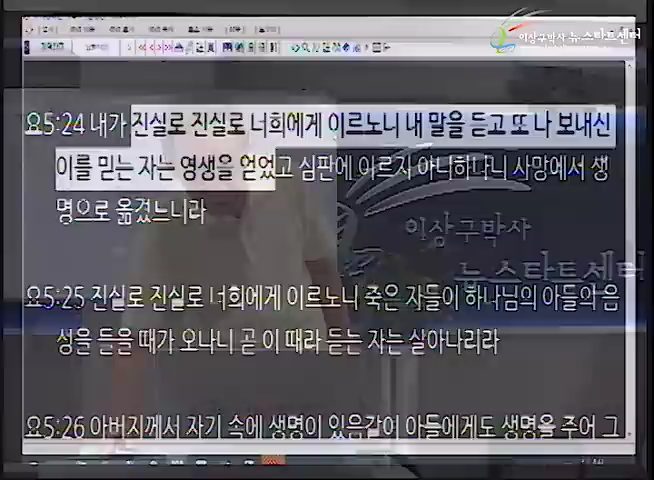 이상구박사 뉴스타트센터
요5:24 내가 진실로 진실로 너희에게 이르노니 내 말을 듣고 또 나 보내신
이를 믿는 자는 영생을 얻었고 심판에 이르지 아니하나니 사망에서 생
명으로 옮겼느니라
이상구박사
뉴스타트센터
요5:25 진실로 진실로 너희에게 이르노니 죽은 자들이 하나님의 아들의 음
성을 들을 때가 오나니 곧 이 때라 듣는 자는 살아나리라
요5:26 아버지께서 자기 속에 생명이 있음같이 아들에게도 생명을 주어 그